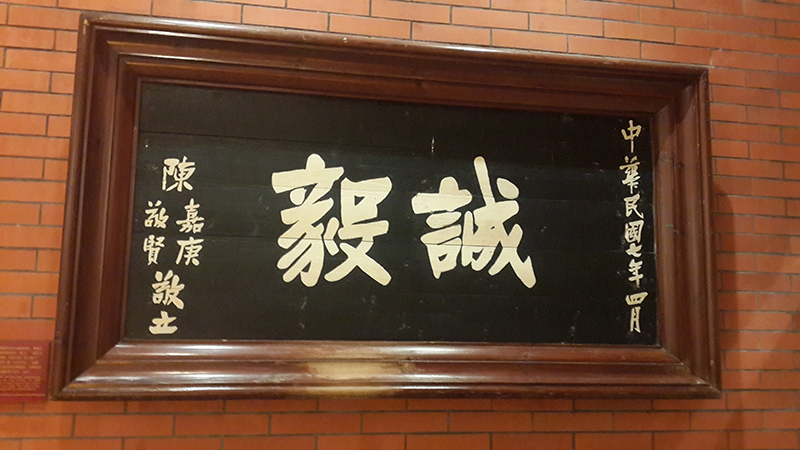 中華民國七年四月
誠毅
陳嘉庚
敬賢
敬立